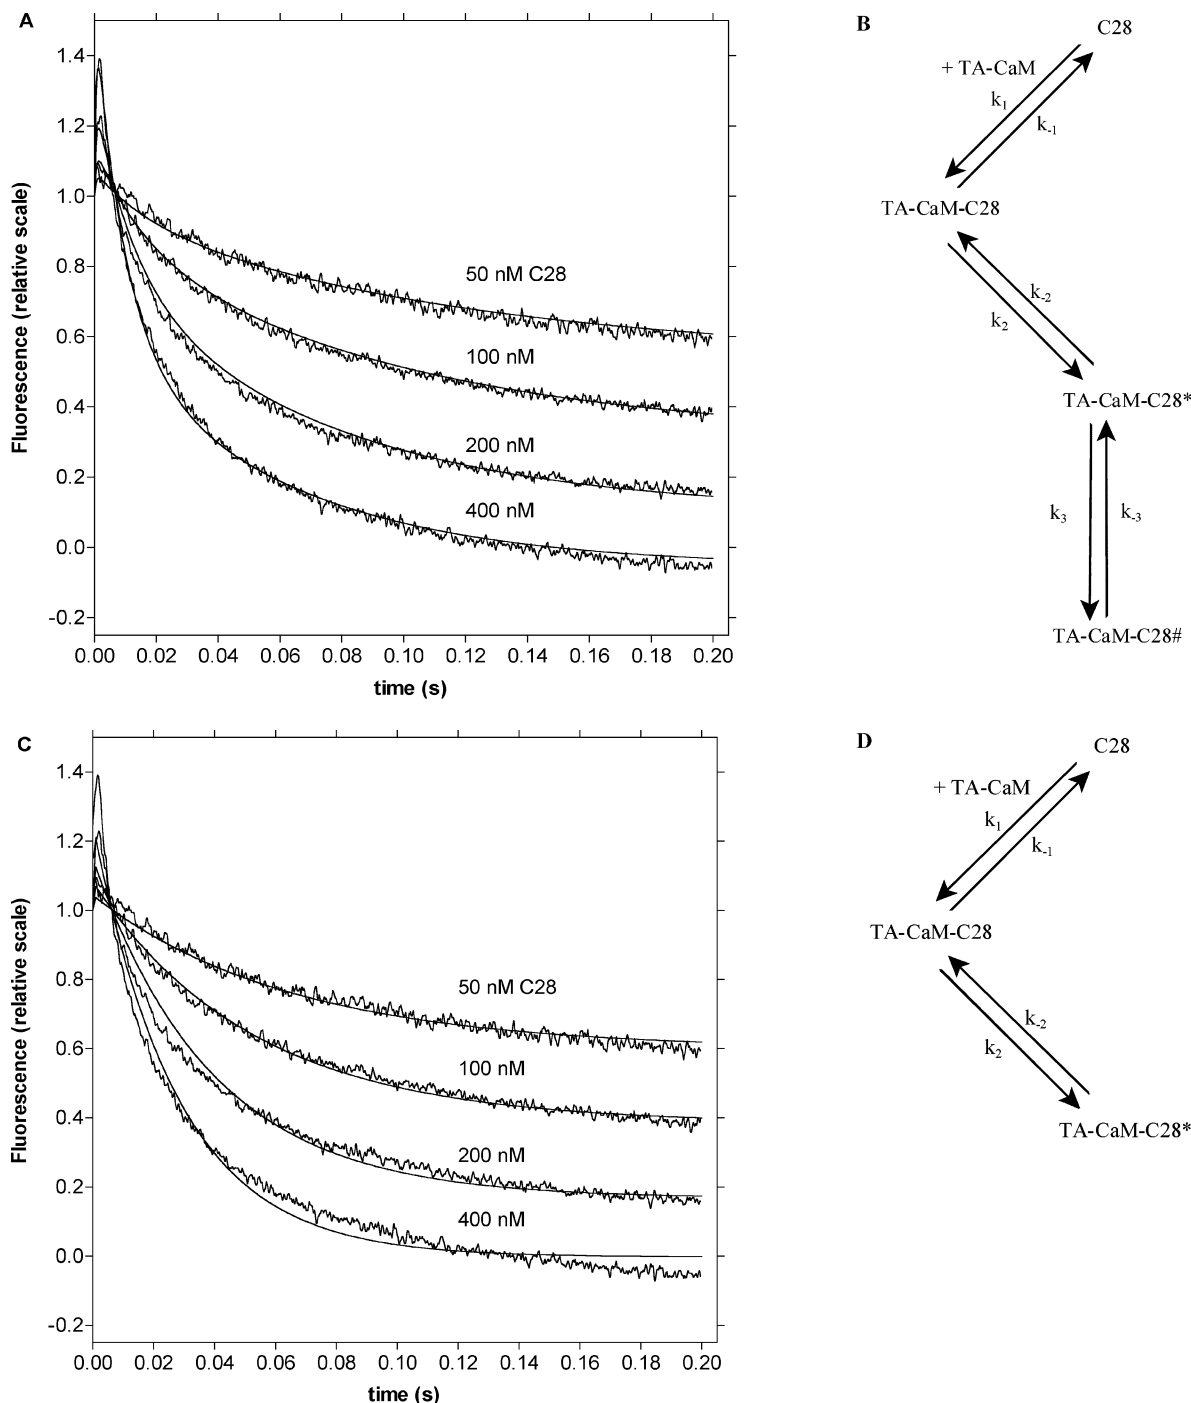 A
1.4
1.2
1.0
0.8
0.6
0.4
0.2
0.0
-0.2
Fluorescence (relative scale)
50 nM C28
100 nM
200 nM
400 nM
0.00 0.02 0.04 0.06 0.08 0.10 0.12 0.14 0.16 0.18 0.20
time (s)
B
C28
+ TA-CaM
k1
k-1
TA-CaM-C28
k-2
k2
TA-CaM-C28*
k3
k-3
TA-CaM-C28#
C
1.4
1.2
1.0
0.8
0.6
0.4
0.2
0.0
-0.2
Fluorescence (relative scale)
50 nM C28
100 nM
200 nM
400 nM
0.00 0.02 0.04 0.06 0.08 0.10 0.12 0.14 0.16 0.18 0.20
time (s)
D
C28
+ TA-CaM
k1
k-1
TA-CaM-C28
k-2
k2
TA-CaM-C28*